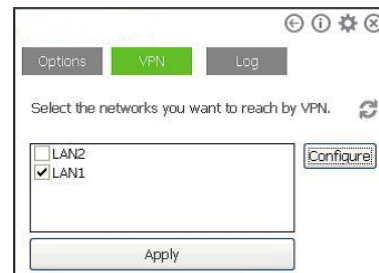 Options VPN Log
Select the networks you want to reach by VPN.
LAN2
Configure
LAN1
Apply